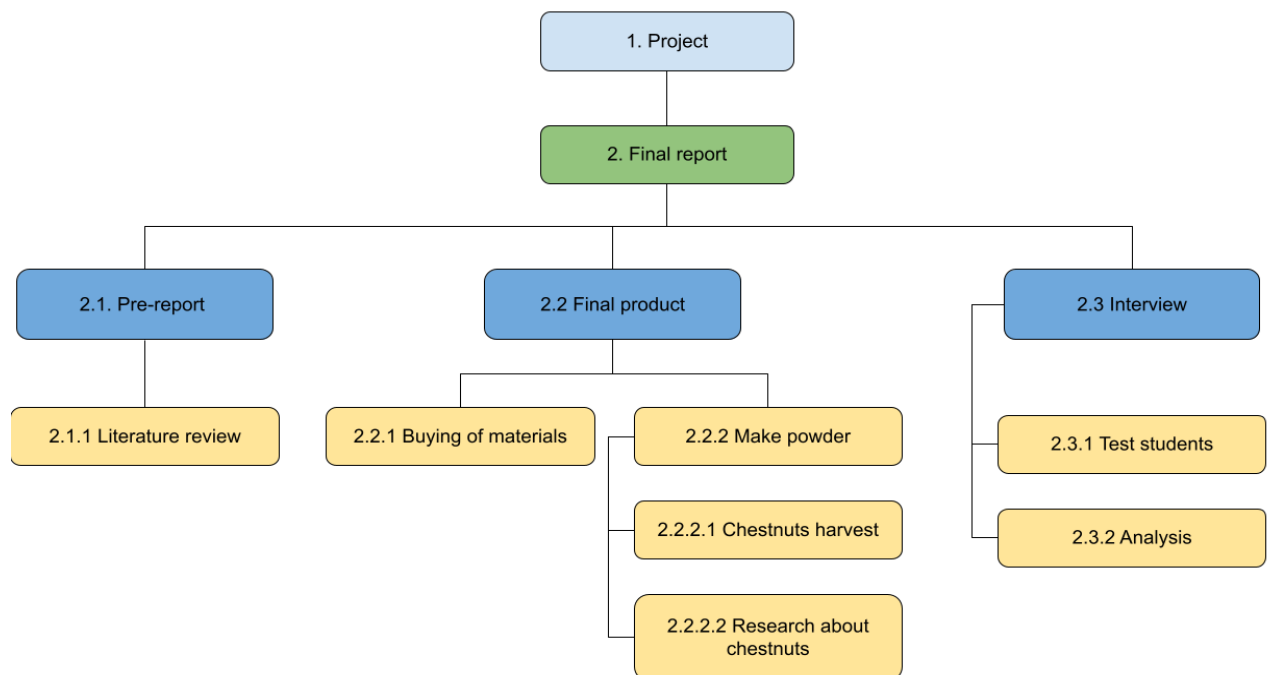 1. Project
2. Final report
2.1. Pre-report
2.2 Final product
2.3 Interview
2.1.1 Literature review
2.2.1 Buying of materials
2.2.2 Make powder
2.3.1 Test students
2.2.2.1 Chestnuts harvest
2.3.2 Analysis
2.2.2.2 Research about
chestnuts